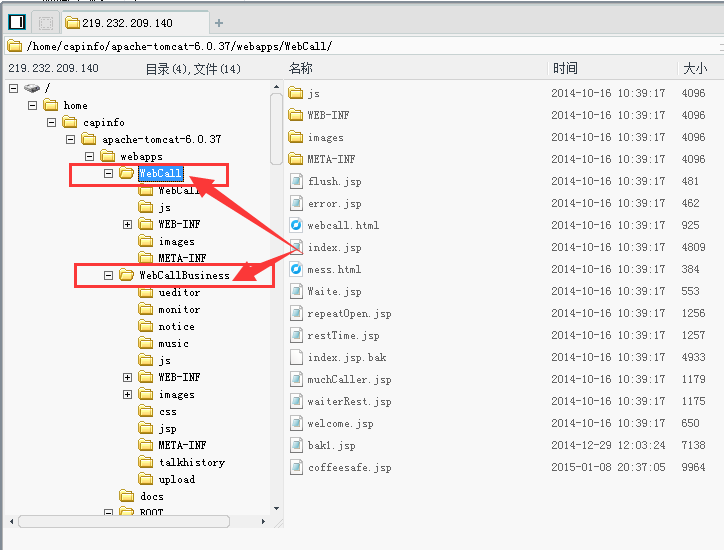 219.232.209.140
/home/capinfo/apache-tomcat-6.0.37/webapps/WebCall/
219.232.209.140 目录(4),文件(14) 名称 时间 大小
/
home
capinfo
apache-tomcat-6.0.37
webapps
WebCall
WebCall
js
WEB-INF
images
META-INF
WebCallBusiness
ueditor
monitor
notice
music
js
WEB-INF
images
css
jsp
META-INF
talkhistory
upload
docs
ROOT
js 2014-10-16 10:39:17 4096
WEB-INF 2014-10-16 10:39:17 4096
images 2014-10-16 10:39:17 4096
META-INF 2014-10-16 10:39:17 4096
flush.jsp 2014-10-16 10:39:17 481
error.jsp 2014-10-16 10:39:17 462
webcall.html 2014-10-16 10:39:17 925
index.jsp 2014-10-16 10:39:17 4809
mess.html 2014-10-16 10:39:17 384
Waite.jsp 2014-10-16 10:39:17 553
repeatOpen.jsp 2014-10-16 10:39:17 1256
restTime.jsp 2014-10-16 10:39:17 1257
index.jsp.bak 2014-10-16 10:39:17 4933
muchCaller.jsp 2014-10-16 10:39:17 1179
waiterRest.jsp 2014-10-16 10:39:17 1175
welcome.jsp 2014-10-16 10:39:17 650
bak1.jsp 2014-12-29 12:03:24 7138
coffeesafe.jsp 2015-01-08 20:37:05 9964